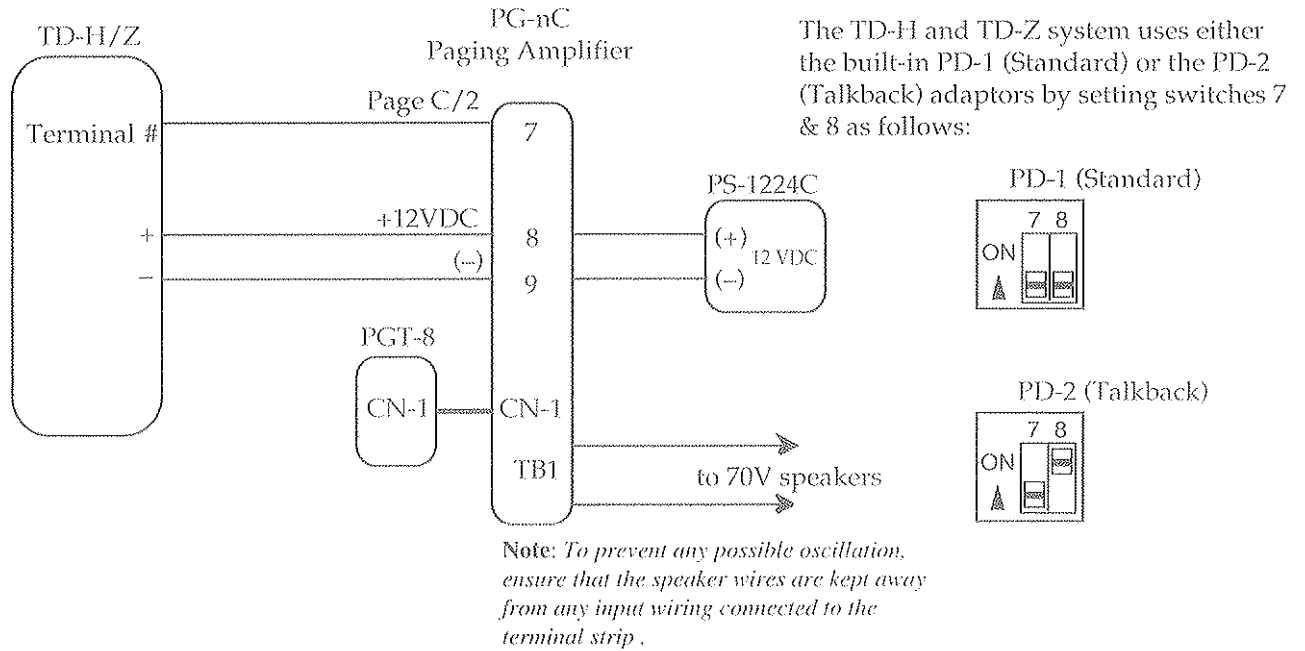 TD-H/Z
Terminal #
+
−
PG-nC
Paging Amplifier
Page C/2
+12VDC
(−)
7
8
9
CN-1
TB1
PGT-8
CN-1
PS-1224C
(+)
12 VDC
(−)
to 70V speakers
Note: To prevent any possible oscillation,
ensure that the speaker wires are kept away
from any input wiring connected to the
terminal strip .
The TD-H and TD-Z system uses either
the built-in PD-1 (Standard) or the PD-2
(Talkback) adaptors by setting switches 7
& 8 as follows:
PD-1 (Standard)
7 8
ON
PD-2 (Talkback)
7 8
ON